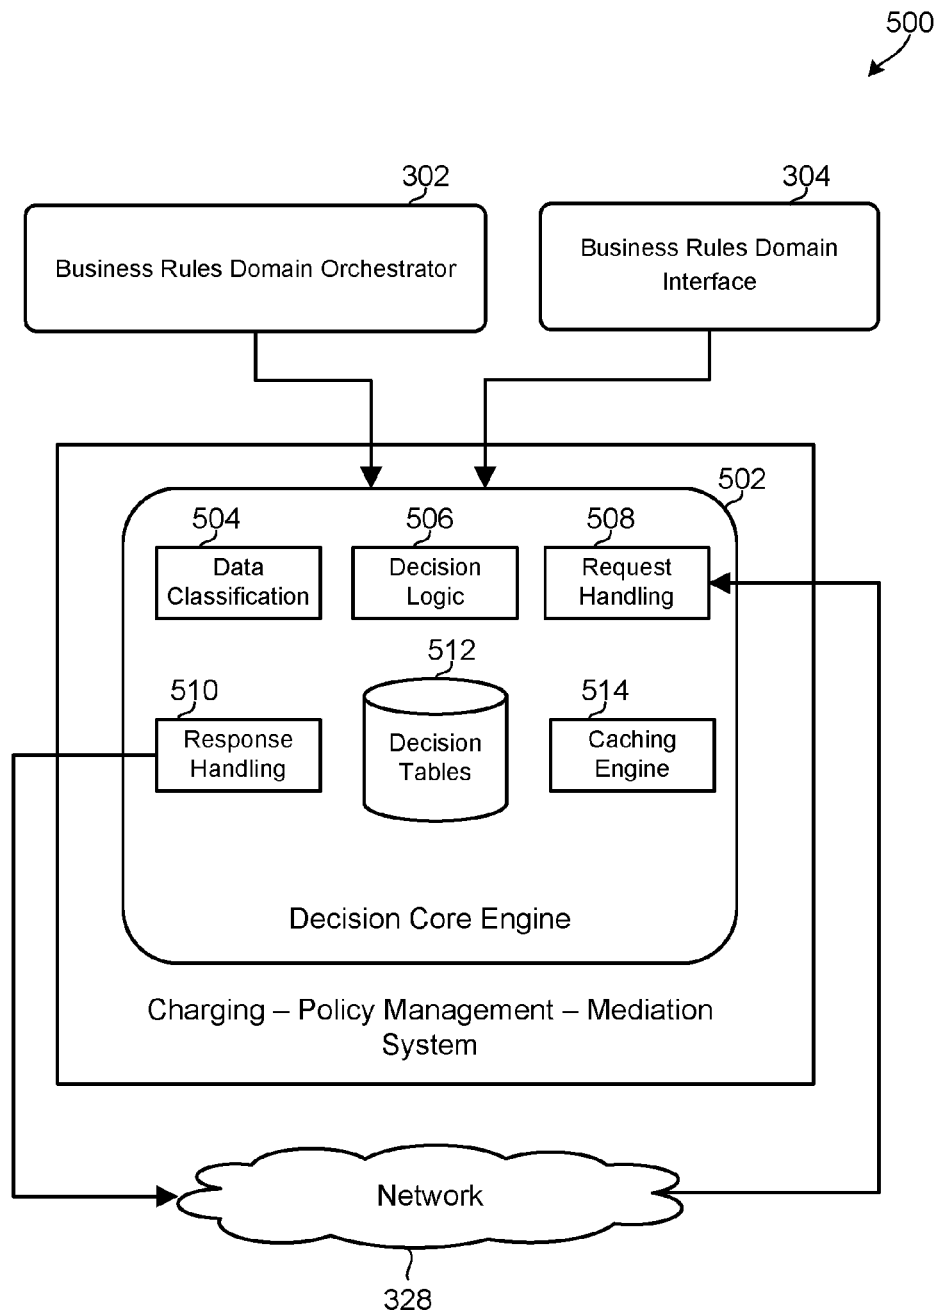 500
302
304
Business Rules Domain Orchestrator
Business Rules Domain
Interface
502
504
506
508
Data
Classification
Decision
Logic
Request
Handling
512
510
514
Response
Handling
Decision
Tables
Caching
Engine
Decision Core Engine
Charging – Policy Management – Mediation
System
Network
328